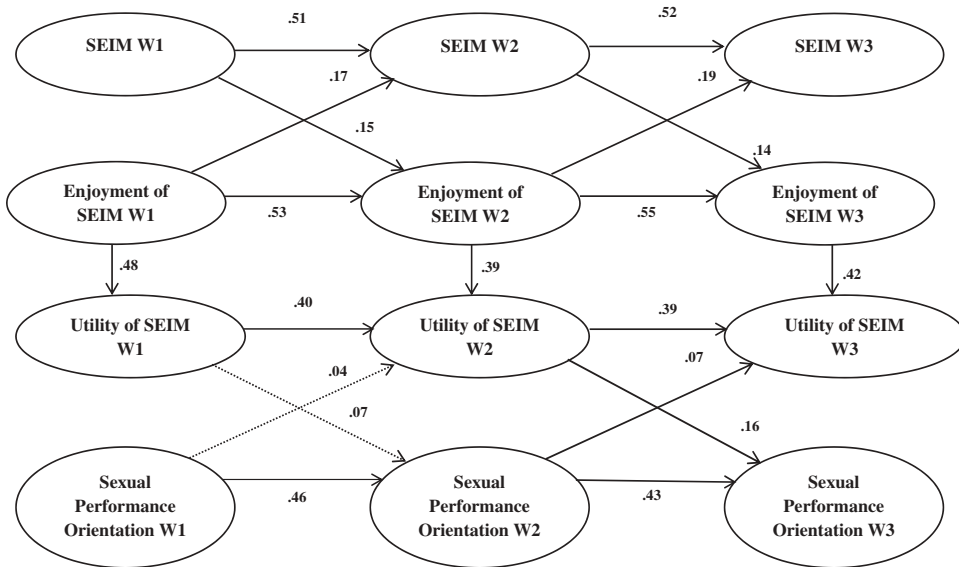 .51
.52
SEIM W1
SEIM W2
SEIM W3
.17
.19
.15
.14
Enjoyment of
SEIM W1
Enjoyment of
SEIM W2
Enjoyment of
SEIM W3
.53
.55
.48
.39
.42
.40
.39
Utility of SEIM
W1
Utility of SEIM
W2
Utility of SEIM
W3
.04
.07
.07
.16
Sexual
Performance
Orientation W1
Sexual
Performance
Orientation W2
Sexual
Performance
Orientation W3
.46
.43